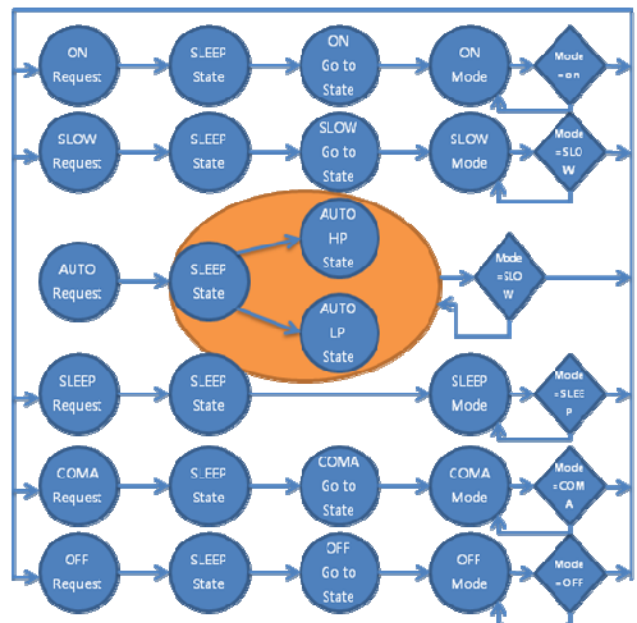 ON
Request
SLEEP
State
ON
Go to
State
ON
Mode
Mode
=on
SLOW
Request
SLEEP
State
SLOW
Go to
State
SLOW
Mode
Mode
=SLO
W
AUTO
Request
SLEEP
State
AUTO
HP
State
AUTO
LP
State
Mode
=SLO
W
SLEEP
Request
SLEEP
State
SLEEP
Mode
Mode
=SLEE
P
COMA
Request
SLEEP
State
COMA
Go to
State
COMA
Mode
Mode
=COM
A
OFF
Request
SLEEP
State
OFF
Go to
State
OFF
Mode
Mode
=OFF